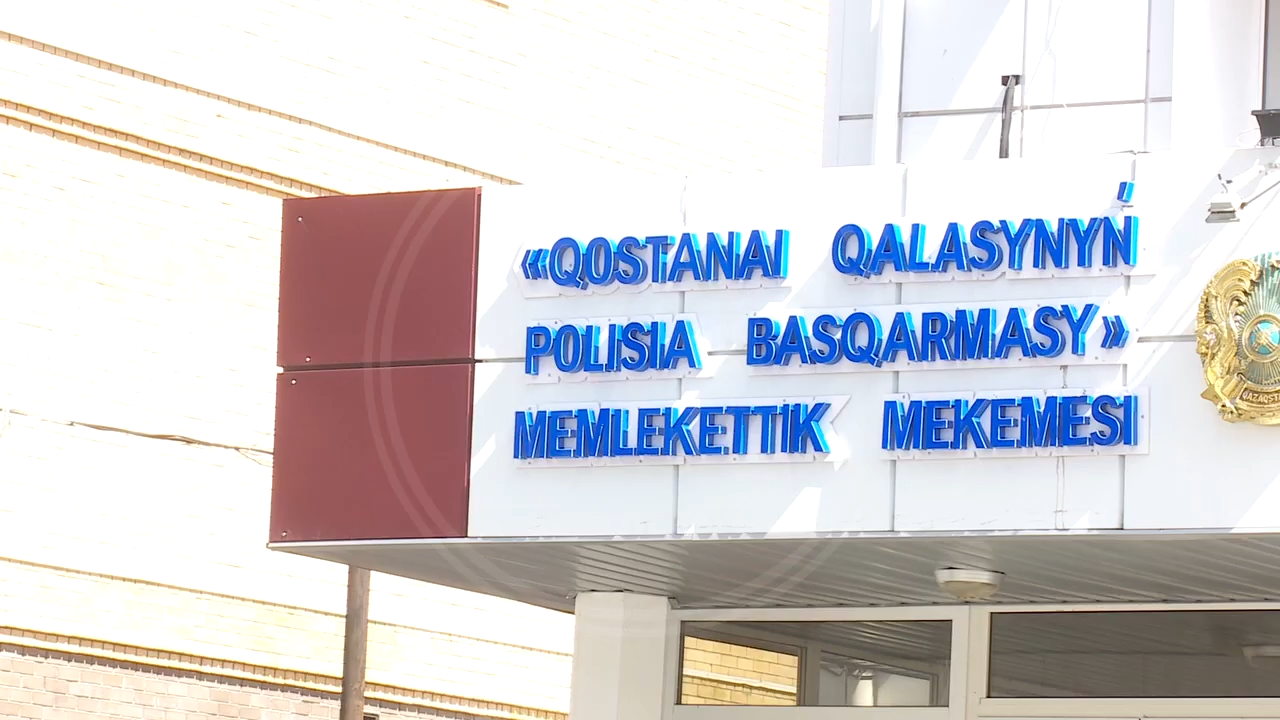 «QOSTANAI QALASYNYŃ
POLISIA BASQARMASY»
MEMLEKETTIK MEKEMESI